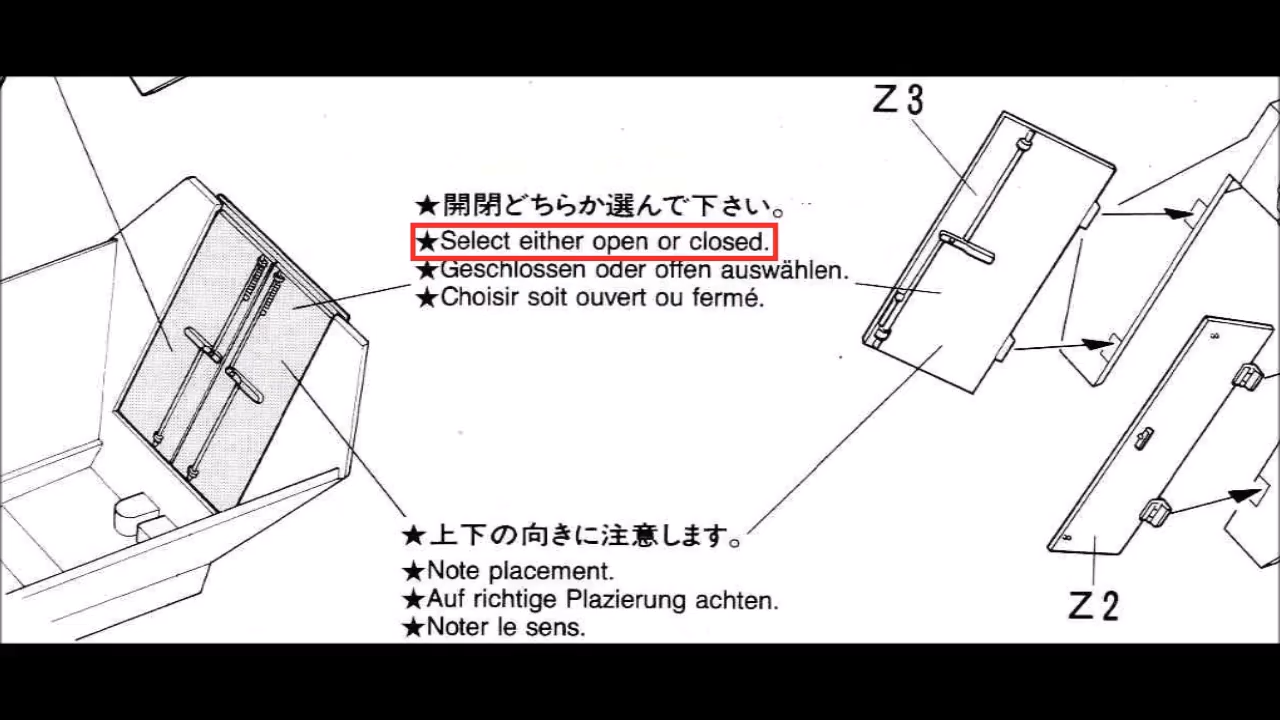 Z3
★開閉どちらか選んで下さい。
★Select either open or closed.
★Geschlossen oder offen auswählen.
★Choisir soit ouvert ou fermé.
★上下の向きに注意します。
★Note placement.
★Auf richtige Plazierung achten.
★Noter le sens.
Z2